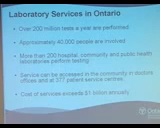 Laboratory Services in Ontario
• Over 200 million tests a year are performed
• Approximately 40,000 people are involved
• More than 200 hospital, community and public health
laboratories perform testing
• Service can be accessed in the community in doctors
offices at 377 patient service centres
• Cost of services exceeds $1 billion annually
Ontario